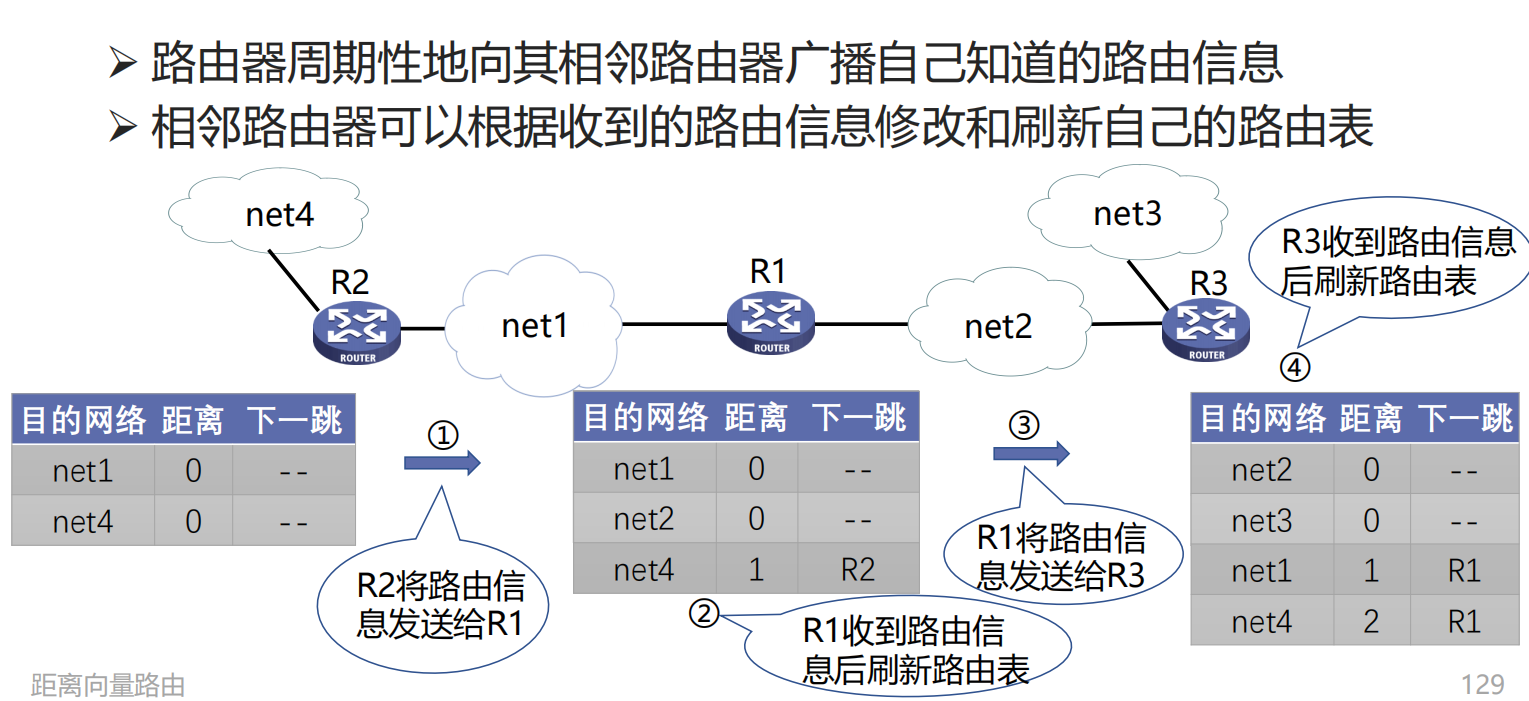 ➢ 路由器周期性地向其相邻路由器广播自己知道的路由信息
➢ 相邻路由器可以根据收到的路由信息修改和刷新自己的路由表
net4
net3
R3收到路由信息
后刷新路由表
R2
R1
R3
net1
net2
ROUTER
ROUTER
ROUTER
④
目的网络 距离 下一跳
net1 0 --
net4 0 --
①
R2将路由信
息发送给R1
目的网络 距离 下一跳
net1 0 --
net2 0 --
net4 1 R2
②
R1收到路由信
息后刷新路由表
③
R1将路由信
息发送给R3
目的网络 距离 下一跳
net2 0 --
net3 0 --
net1 1 R1
net4 2 R1
距离向量路由
129